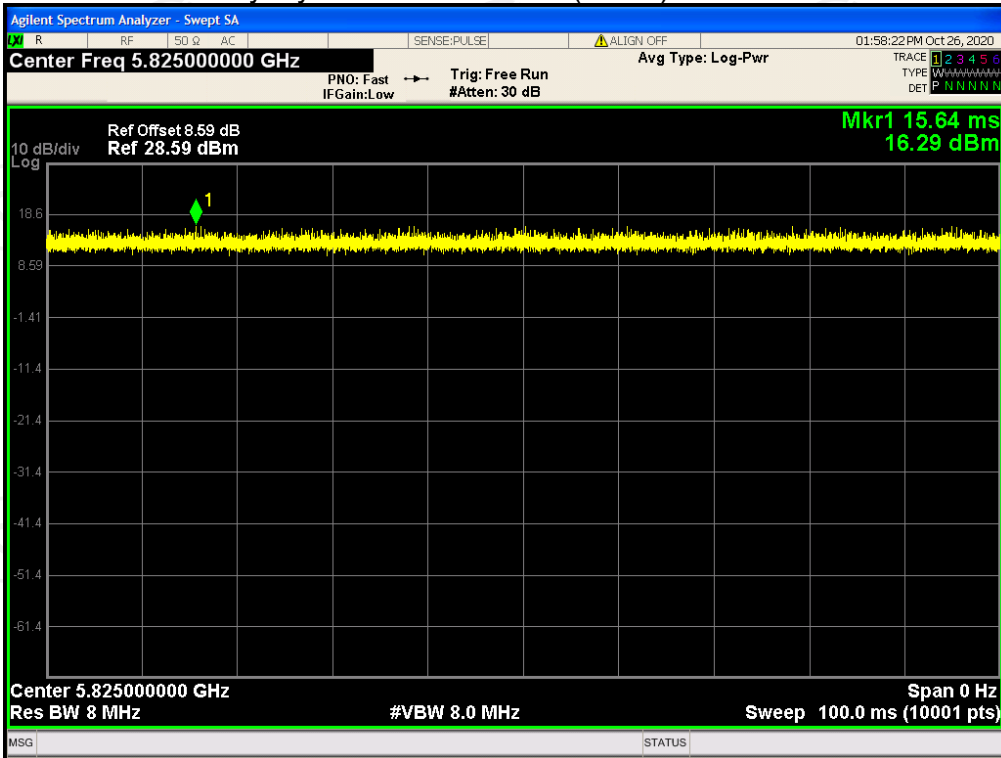 Agilent Spectrum Analyzer - Swept SA
LXI R RF 50 Ω AC SENSE:PULSE ALIGN OFF 01:58:22 PM Oct 26, 2020
Center Freq 5.825000000 GHz Avg Type: Log-Pwr TRACE 1 2 3 4 5 6
PNO: Fast Trig: Free Run TYPE W
IFGain:Low #Atten: 30 dB DET P N N N N N
Mkr1 15.64 ms
Ref Offset 8.59 dB
10 dB/div Ref 28.59 dBm 16.29 dBm
Log
1
18.6
8.59
-1.41
-11.4
-21.4
-31.4
-41.4
-51.4
-61.4
Center 5.825000000 GHz Span 0 Hz
Res BW 8 MHz #VBW 8.0 MHz Sweep 100.0 ms (10001 pts)
MSG STATUS